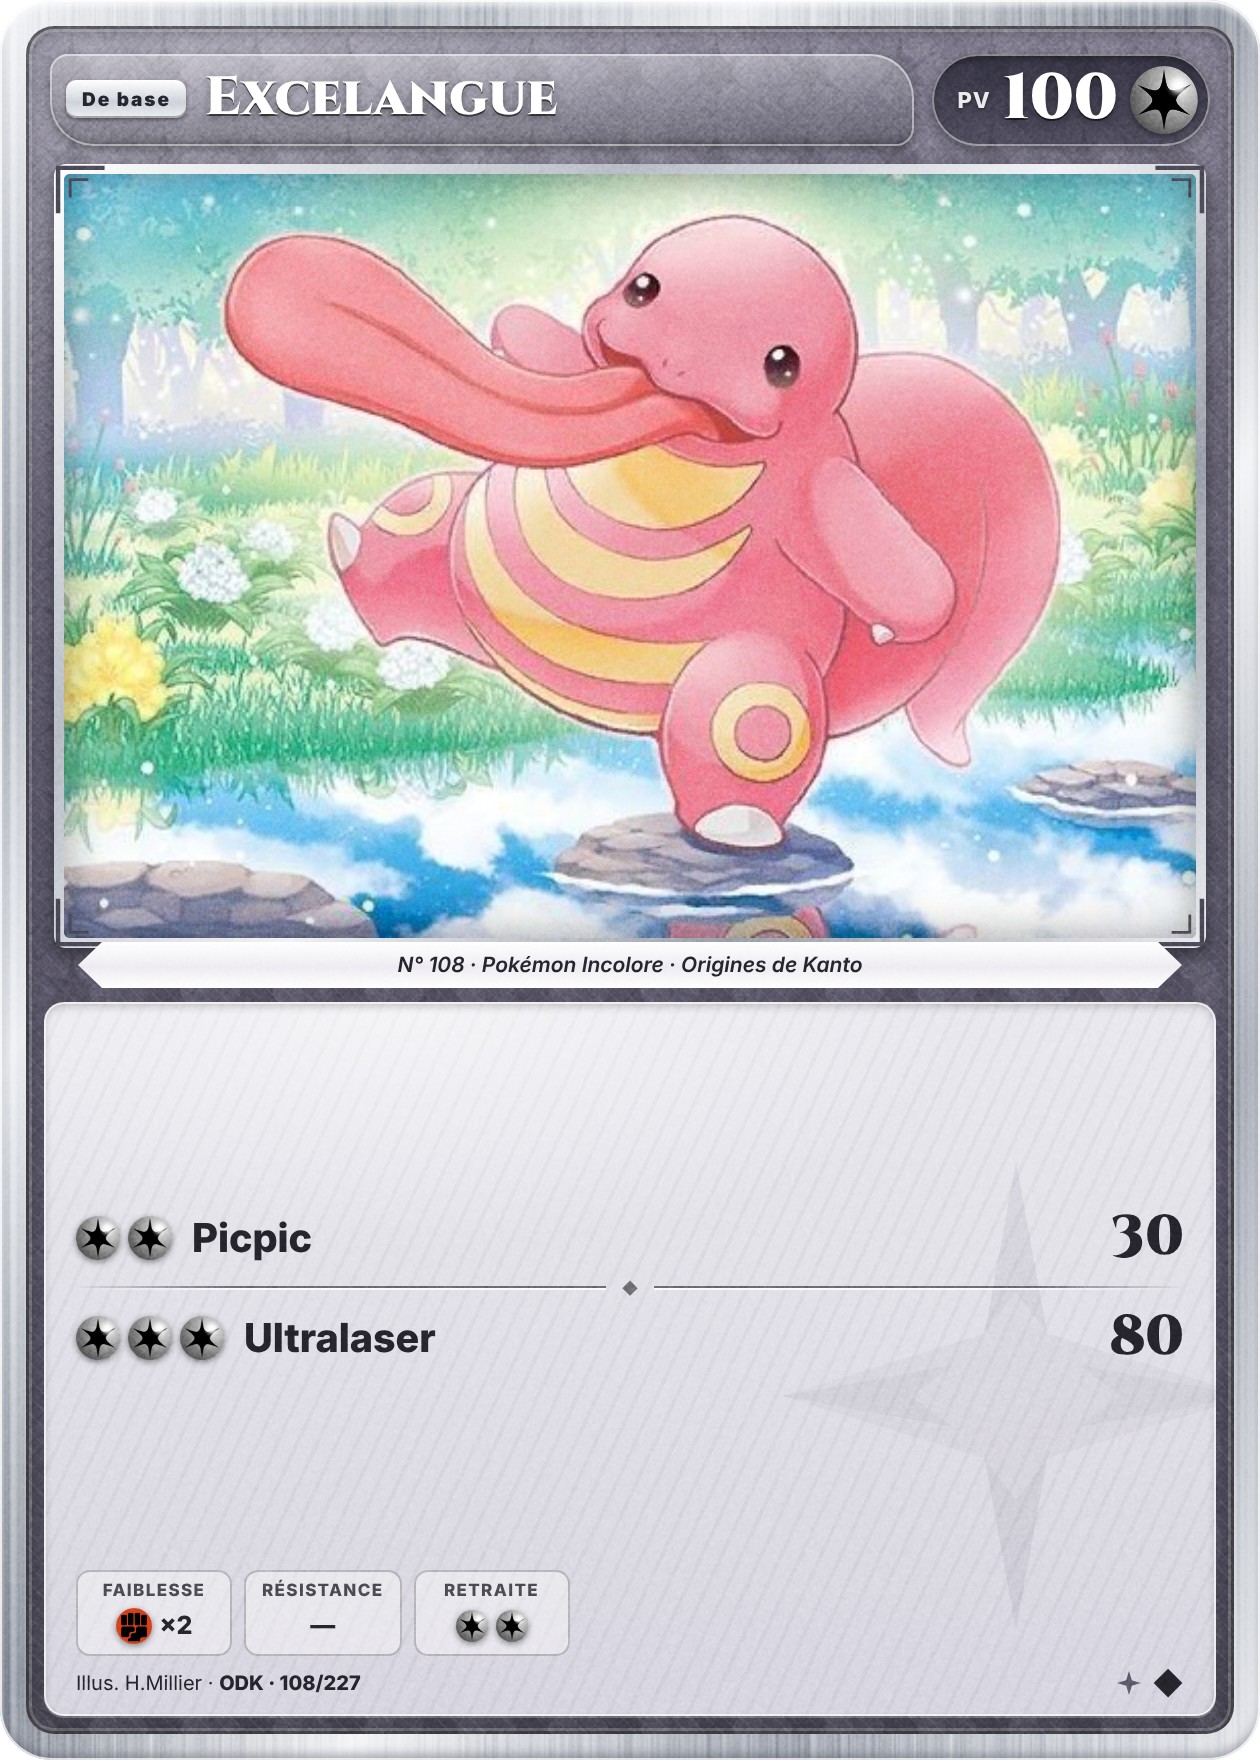 De base EXCELANGUE PV 100
N° 108 · Pokémon Incolore · Origines de Kanto
Picpic 30
Ultralaser 80
FAIBLESSE RÉSISTANCE RETRAITE
×2 —
Illus. H.Millier · ODK · 108/227